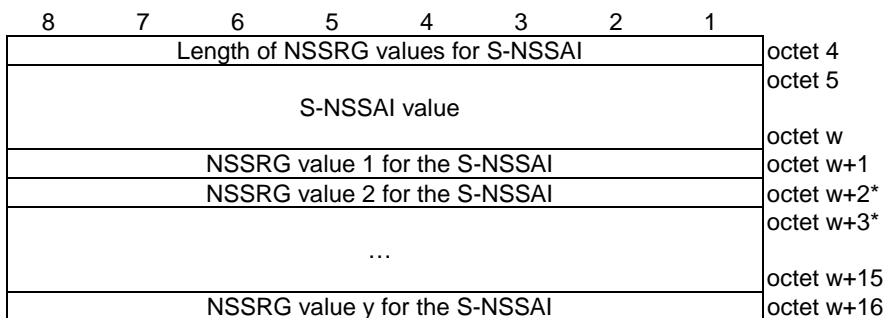 8 7 6 5 4 3 2 1
Length of NSSRG values for S-NSSAI octet 4
octet 5
S-NSSAI value
octet w
NSSRG value 1 for the S-NSSAI octet w+1
NSSRG value 2 for the S-NSSAI octet w+2*
octet w+3*
…
octet w+15
NSSRG value y for the S-NSSAI octet w+16